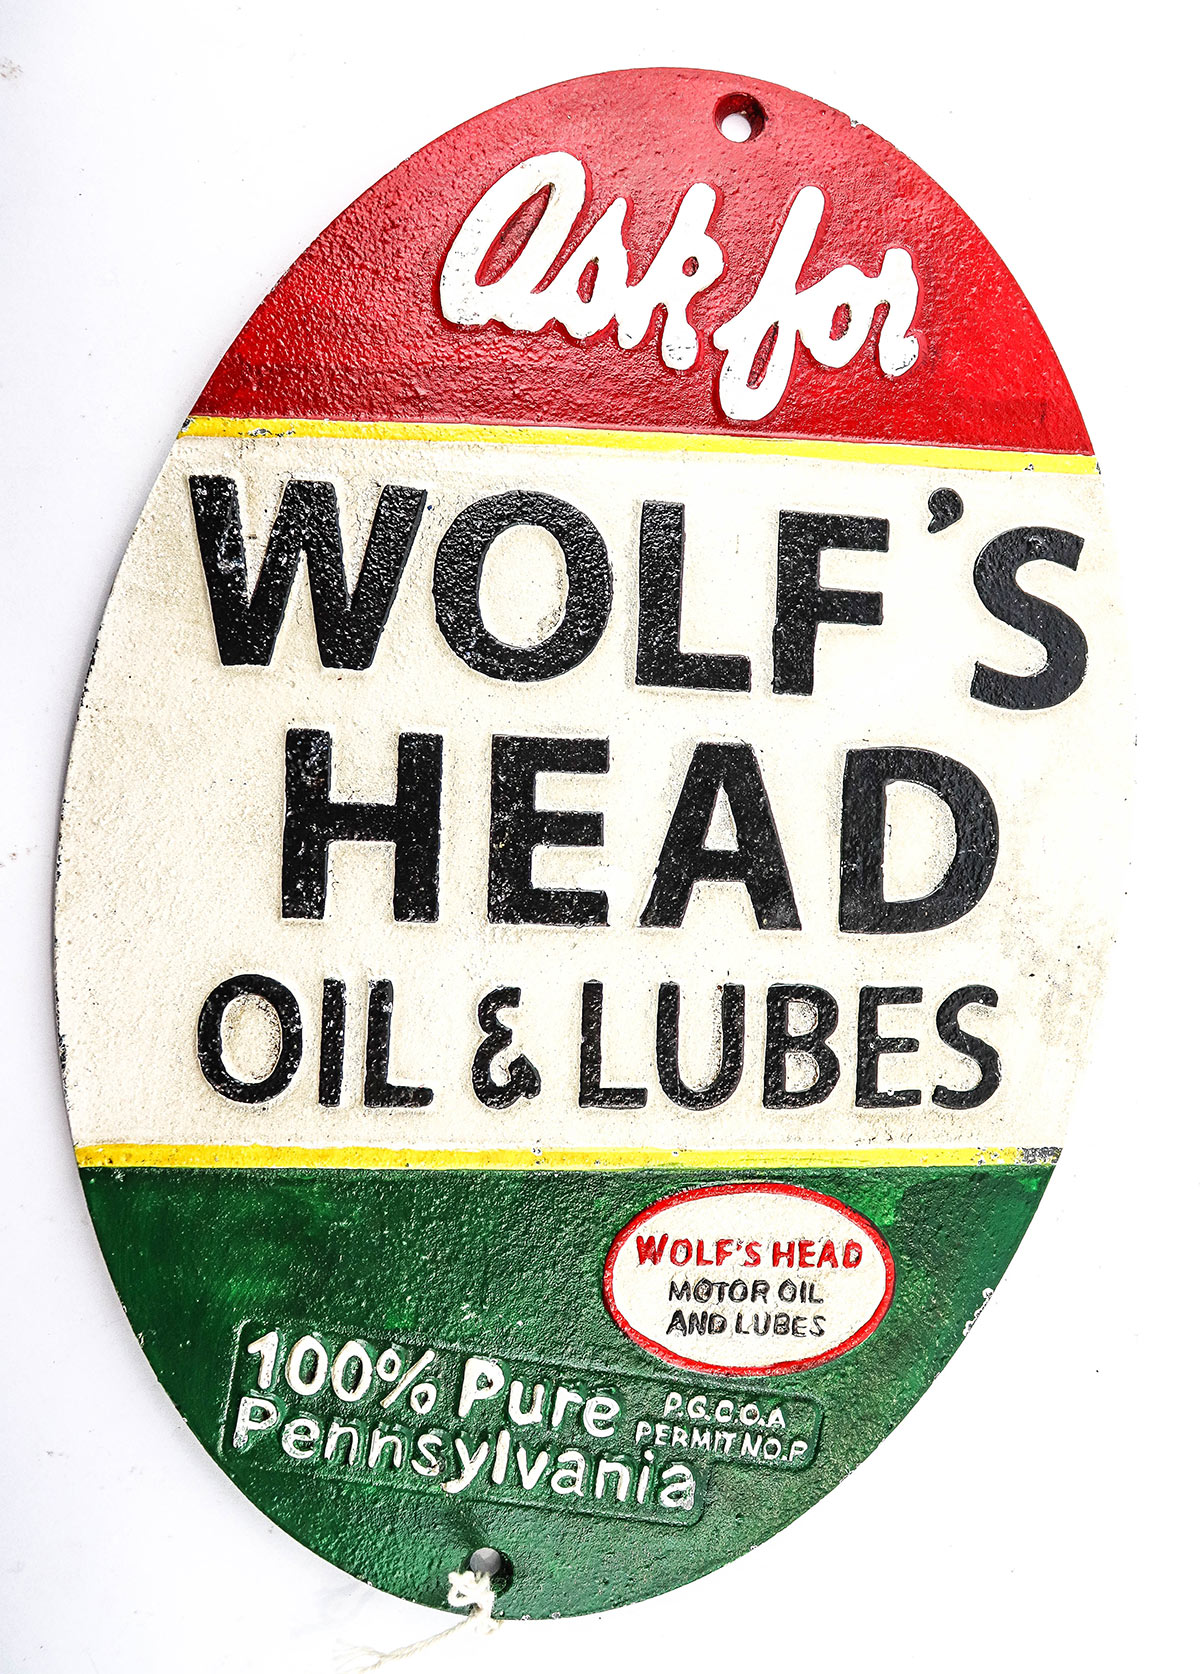 Ask for
WOLF'S
HEAD
OIL & LUBES
WOLF'S HEAD
MOTOR OIL
AND LUBES
100% Pure
Pennsylvania
P.G.C.O.A
PERMIT NO.P